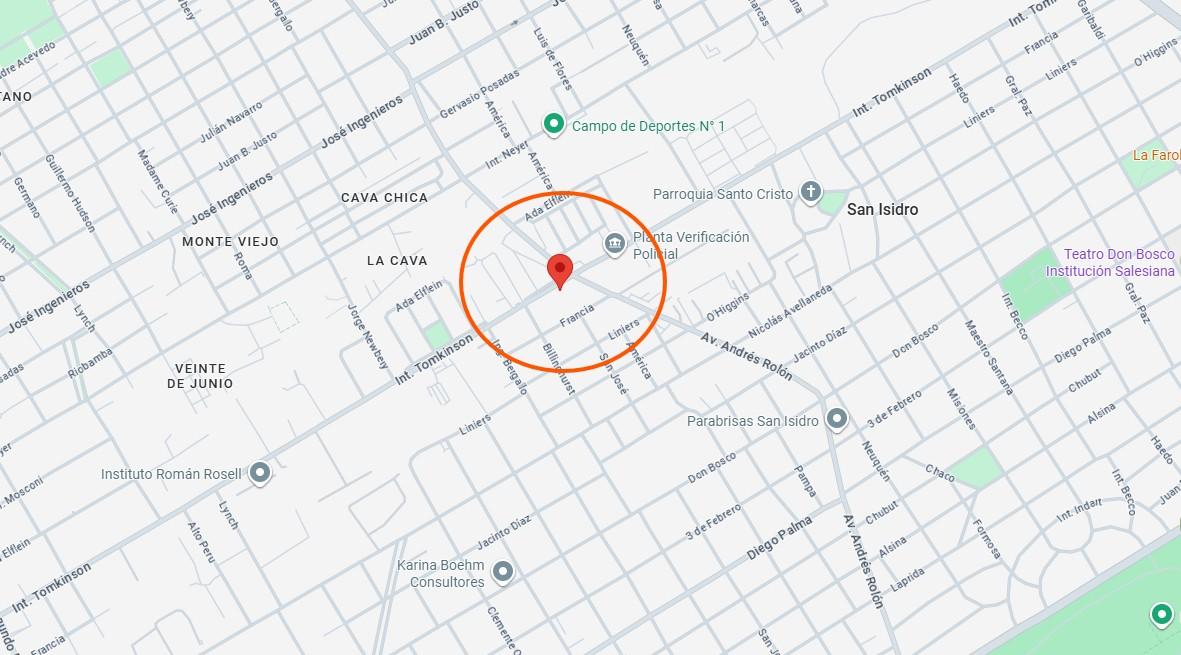 Juan B. Justo
Int. Tomkinson
Garibaldi
O'Higgins
Francia
Liniers
Luis de Flores
Neuquén
Gral. Paz
Haedo
Int. Tomkinson
Liniers
Gervasio Posadas
América
José Ingenieros
Julián Navarro
Juan B. Justo
Campo de Deportes N° 1
La Farol
Int. Neyer
América
Madame Curie
Guillermo Hudson
Germano
José Ingenieros
CAVA CHICA
Parroquia Santo Cristo
San Isidro
Ada Elflein
MONTE VIEJO
Planta Verificación
Policial
LA CAVA
Roma
Teatro Don Bosco
Institución Salesiana
Ada Elflein
José Ingenieros
Lynch
Jorge Newbery
Francia
Liniers
O'Higgins
Nicolás Avellaneda
Int. Becco
Gral. Paz
Int. Tomkinson
Ing. Bergallo
Billinghurst
San José
América
Av. Andrés Rolón
Jacinto Díaz
Don Bosco
Maestro Santana
Diego Palma
Riobamba
VEINTE
DE JUNIO
Chubut
Misiones
3 de Febrero
Alsina
Liniers
Parabrisas San Isidro
Neuquén
Haedo
Don Bosco
Pampa
Chaco
Instituto Román Rosell
Int. Becco
Lynch
Alto Perú
Jacinto Díaz
3 de Febrero
Diego Palma
Av. Andrés Rolón
Chubut
Int. Indart
Formosa
Alsina
Laprida
Karina Boehm
Consultores
Int. Tomkinson
Francia